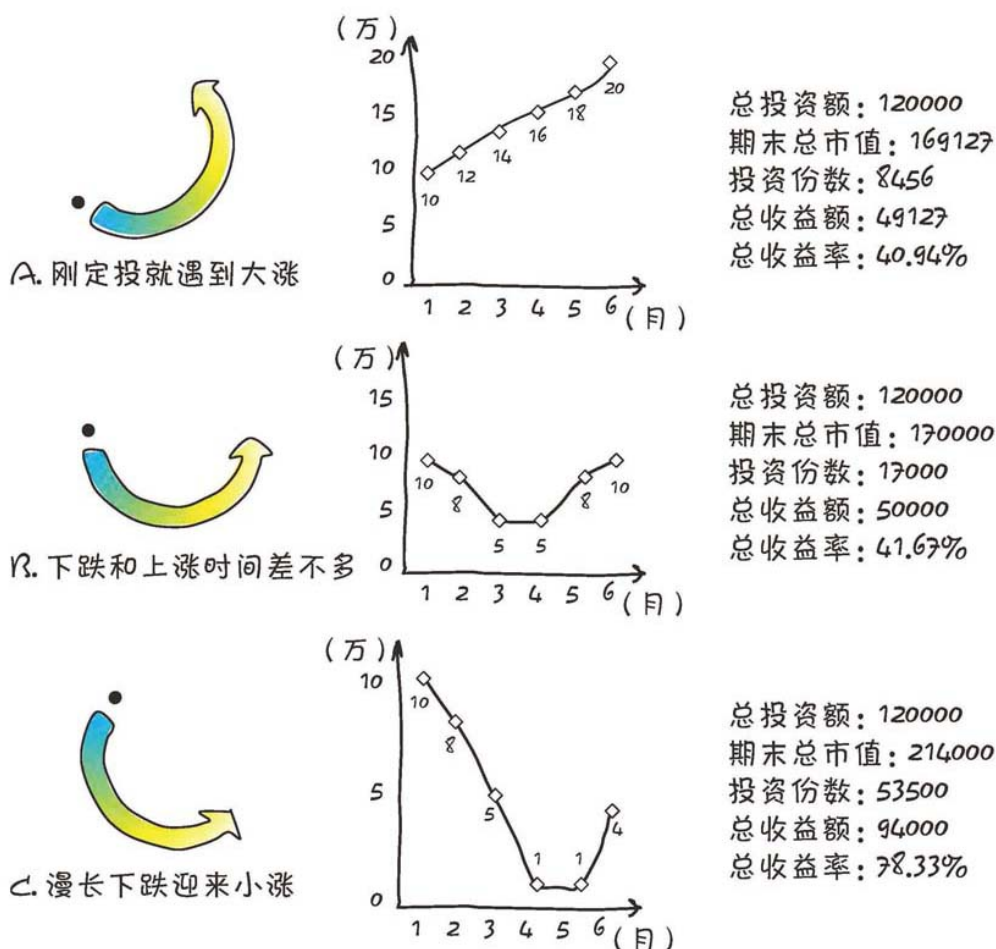 (万)
20
15
10
5
0
10
12
14
16
18
20
1 2 3 4 5 6 (月)
A. 刚定投就遇到大涨
总投资额: 120000
期末总市值: 169127
投资份数: 8456
总收益额: 49127
总收益率: 40.94%
(万)
15
10
5
0
10
8
5
5
8
10
1 2 3 4 5 6 (月)
B. 下跌和上涨时间差不多
总投资额: 120000
期末总市值: 170000
投资份数: 17000
总收益额: 50000
总收益率: 41.67%
(万)
10
5
0
10
8
5
1
1
4
1 2 3 4 5 6 (月)
C. 漫长下跌迎来小涨
总投资额: 120000
期末总市值: 214000
投资份数: 53500
总收益额: 94000
总收益率: 78.33%